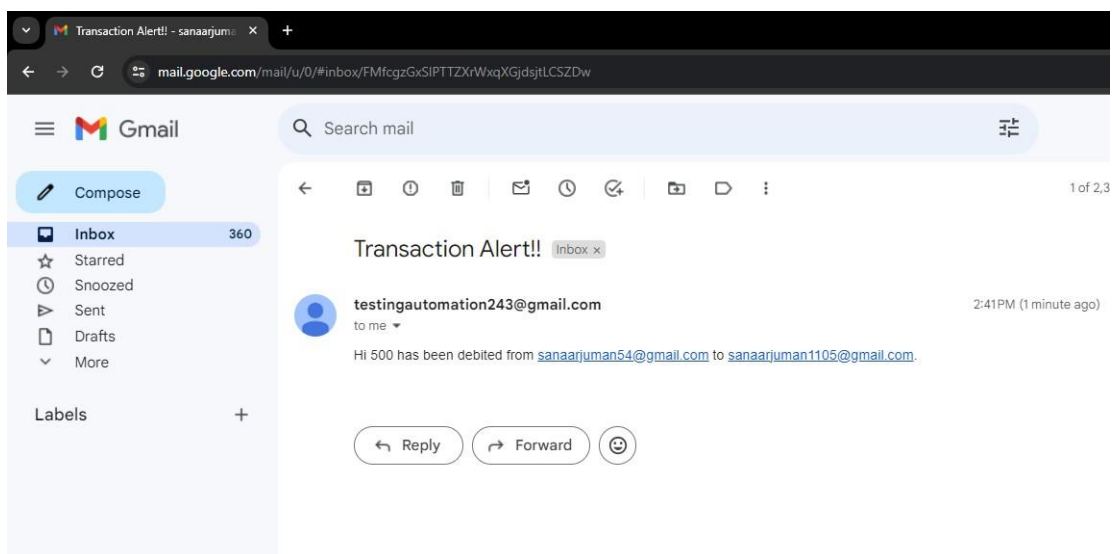 Transaction Alert!! - sanaarjuma
mail.google.com/mail/u/0/#inbox/FMfcgzGxSlPTTZXrWxqXGjdsjtLCSZDw
Gmail
Search mail
Compose
1 of 2,3
Inbox 360
Starred
Snoozed
Sent
Drafts
More
Labels
Transaction Alert!! Inbox
testingautomation243@gmail.com 2:41 PM (1 minute ago)
to me
Hi 500 has been debited from sanaarjuman54@gmail.com to sanaarjuman1105@gmail.com.
Reply Forward